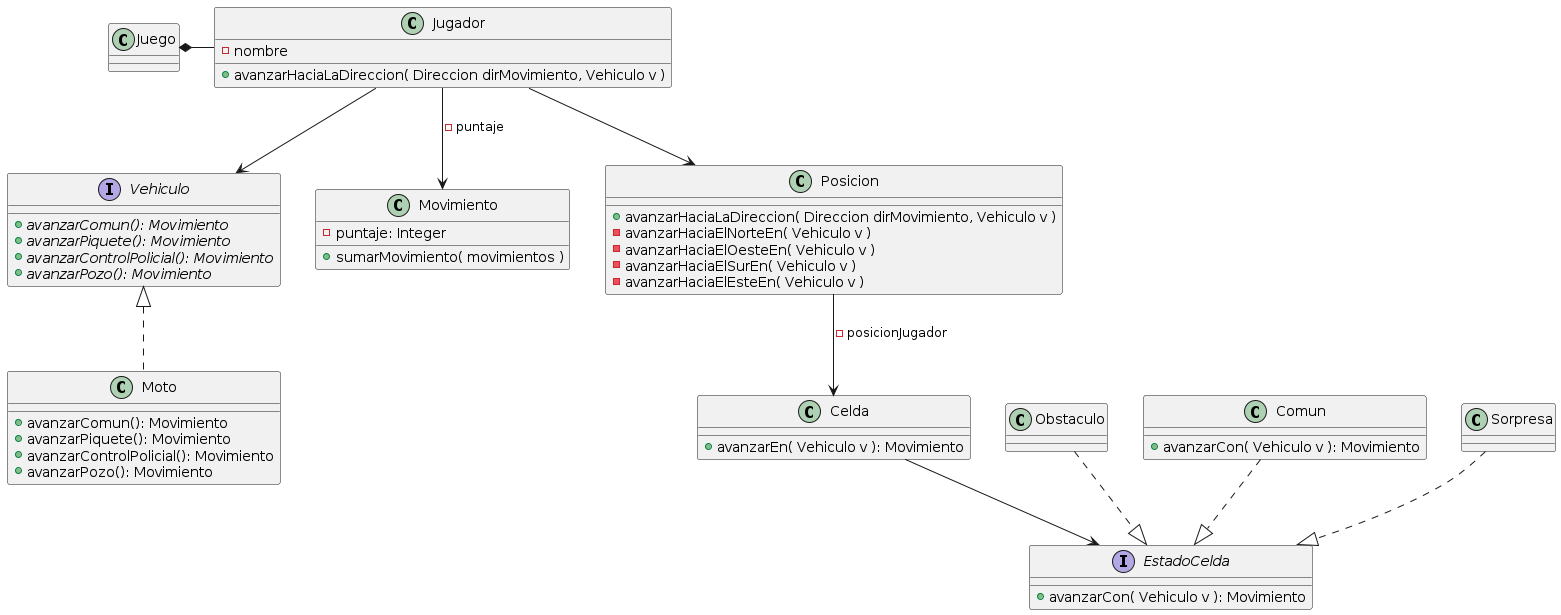 C Juego
C Jugador
nombre
avanzarHaciaLaDireccion( Direccion dirMovimiento, Vehiculo v )
puntaje
I Vehiculo
avanzarComun(): Movimiento
avanzarPiquete(): Movimiento
avanzarControlPolicial(): Movimiento
avanzarPozo(): Movimiento
C Movimiento
puntaje: Integer
sumarMovimiento( movimientos )
C Posicion
avanzarHaciaLaDireccion( Direccion dirMovimiento, Vehiculo v )
avanzarHaciaElNorteEn( Vehiculo v )
avanzarHaciaElOesteEn( Vehiculo v )
avanzarHaciaElSurEn( Vehiculo v )
avanzarHaciaElEsteEn( Vehiculo v )
posicionJugador
C Moto
avanzarComun(): Movimiento
avanzarPiquete(): Movimiento
avanzarControlPolicial(): Movimiento
avanzarPozo(): Movimiento
C Celda
avanzarEn( Vehiculo v ): Movimiento
C Obstaculo
C Comun
avanzarCon( Vehiculo v ): Movimiento
C Sorpresa
I EstadoCelda
avanzarCon( Vehiculo v ): Movimiento